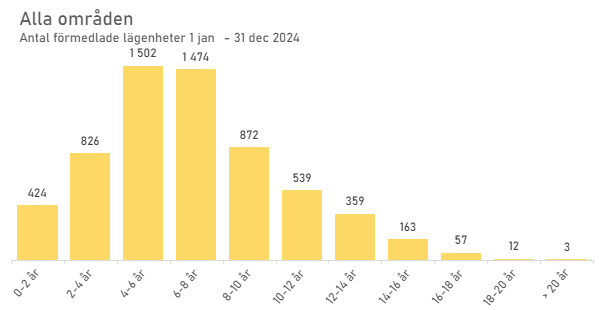 Alla områden
Antal förmedlade lägenheter 1 jan - 31 dec 2024
1 502
1 474
872
826
539
424
359
163
57
12
3
0-2 år
2-4 år
4-6 år
6-8 år
8-10 år
10-12 år
12-14 år
14-16 år
16-18 år
18-20 år
> 20 år